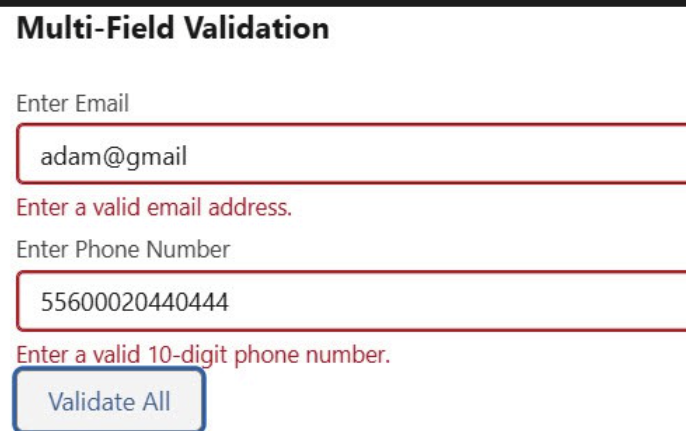 Multi-Field Validation
Enter Email
adam@gmail
Enter a valid email address.
Enter Phone Number
55600020440444
Enter a valid 10-digit phone number.
Validate All